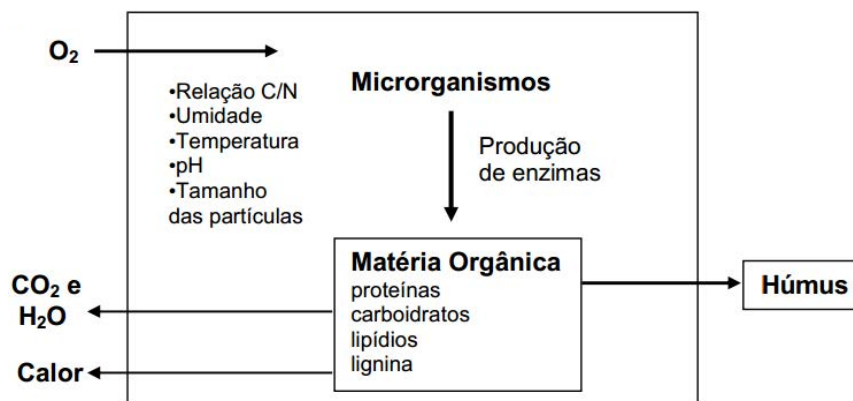 O₂
•Relação C/N
•Umidade
•Temperatura
•pH
•Tamanho
das partículas
Microrganismos
Produção
de enzimas
Matéria Orgânica
proteínas
carboidratos
lipídios
lignina
Húmus
CO₂ e
H₂O
Calor